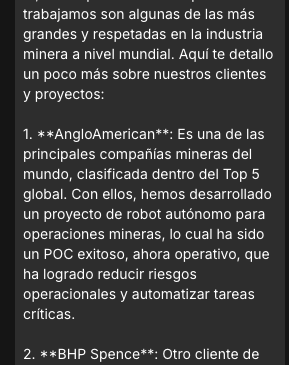 trabajamos son algunas de las más
grandes y respetadas en la industria
minera a nivel mundial. Aquí te detallo
un poco más sobre nuestros clientes
y proyectos:
1. **AngloAmerican**: Es una de las
principales compañías mineras del
mundo, clasificada dentro del Top 5
global. Con ellos, hemos desarrollado
un proyecto de robot autónomo para
operaciones mineras, lo cual ha sido
un POC exitoso, ahora operativo, que
ha logrado reducir riesgos
operacionales y automatizar tareas
críticas.
2. **BHP Spence**: Otro cliente de